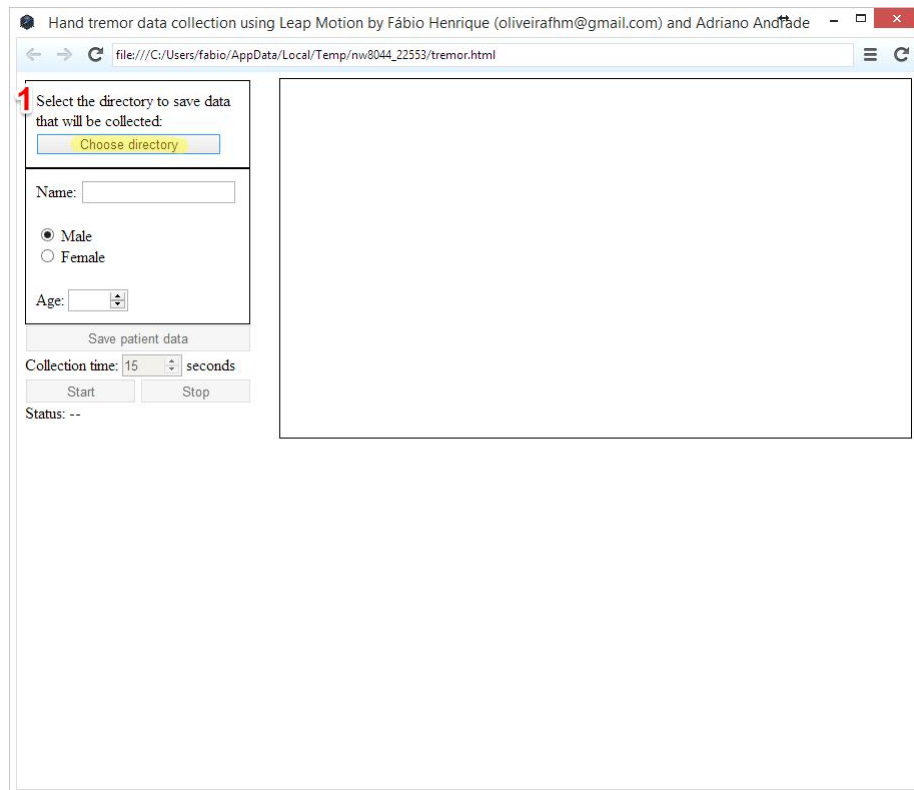 Hand tremor data collection using Leap Motion by Fábio Henrique (oliveirafhm@gmail.com) and Adriano Andrade
file:///C:/Users/fabio/AppData/Local/Temp/nw8044_22553/tremor.html
1
Select the directory to save data
that will be collected:
Choose directory
Name:
Male
Female
Age:
Save patient data
Collection time: 15 seconds
Start Stop
Status: --